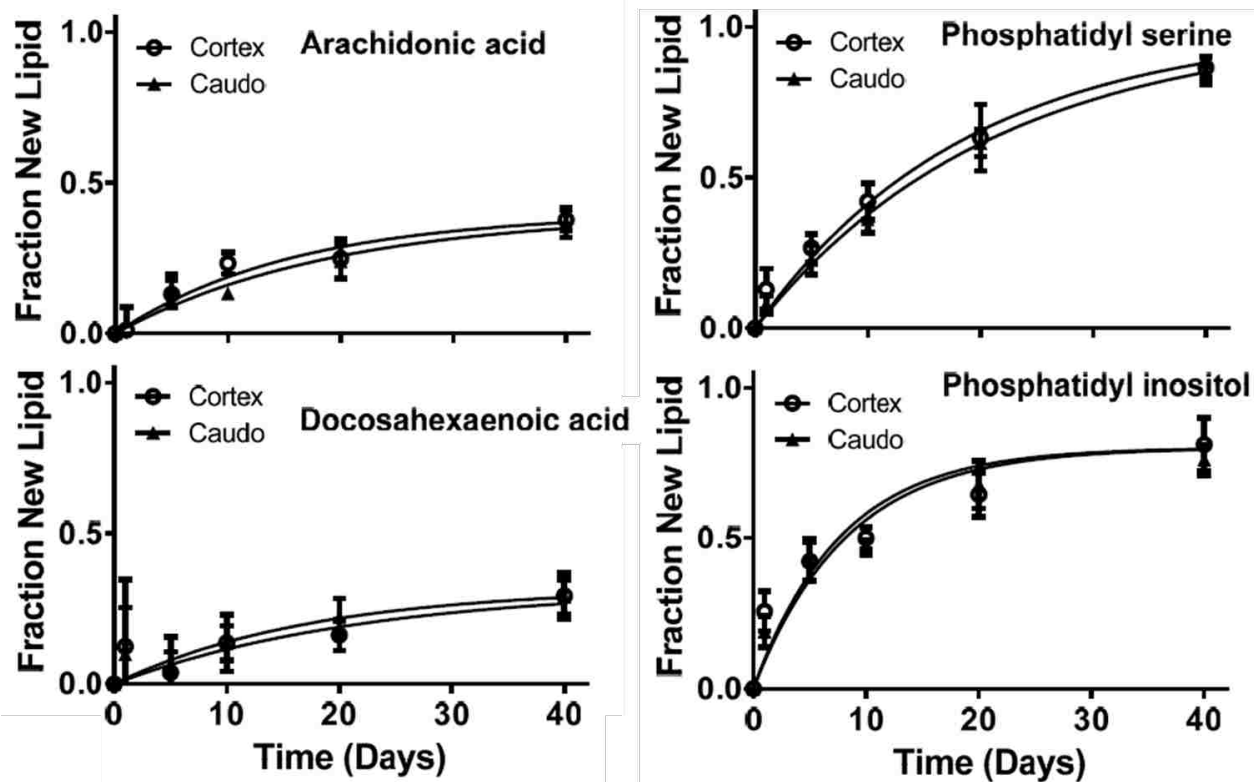 Fraction New Lipid
1.0
0.5
0.0
Cortex
Caudo
Arachidonic acid
Fraction New Lipid
1.0
0.5
0.0
Cortex
Caudo
Phosphatidyl serine
Fraction New Lipid
1.0
0.5
0.0
Cortex
Caudo
Docosahexaenoic acid
0 10 20 30 40
Time (Days)
Fraction New Lipid
1.0
0.5
0.0
Cortex
Caudo
Phosphatidyl inositol
0 10 20 30 40
Time (Days)